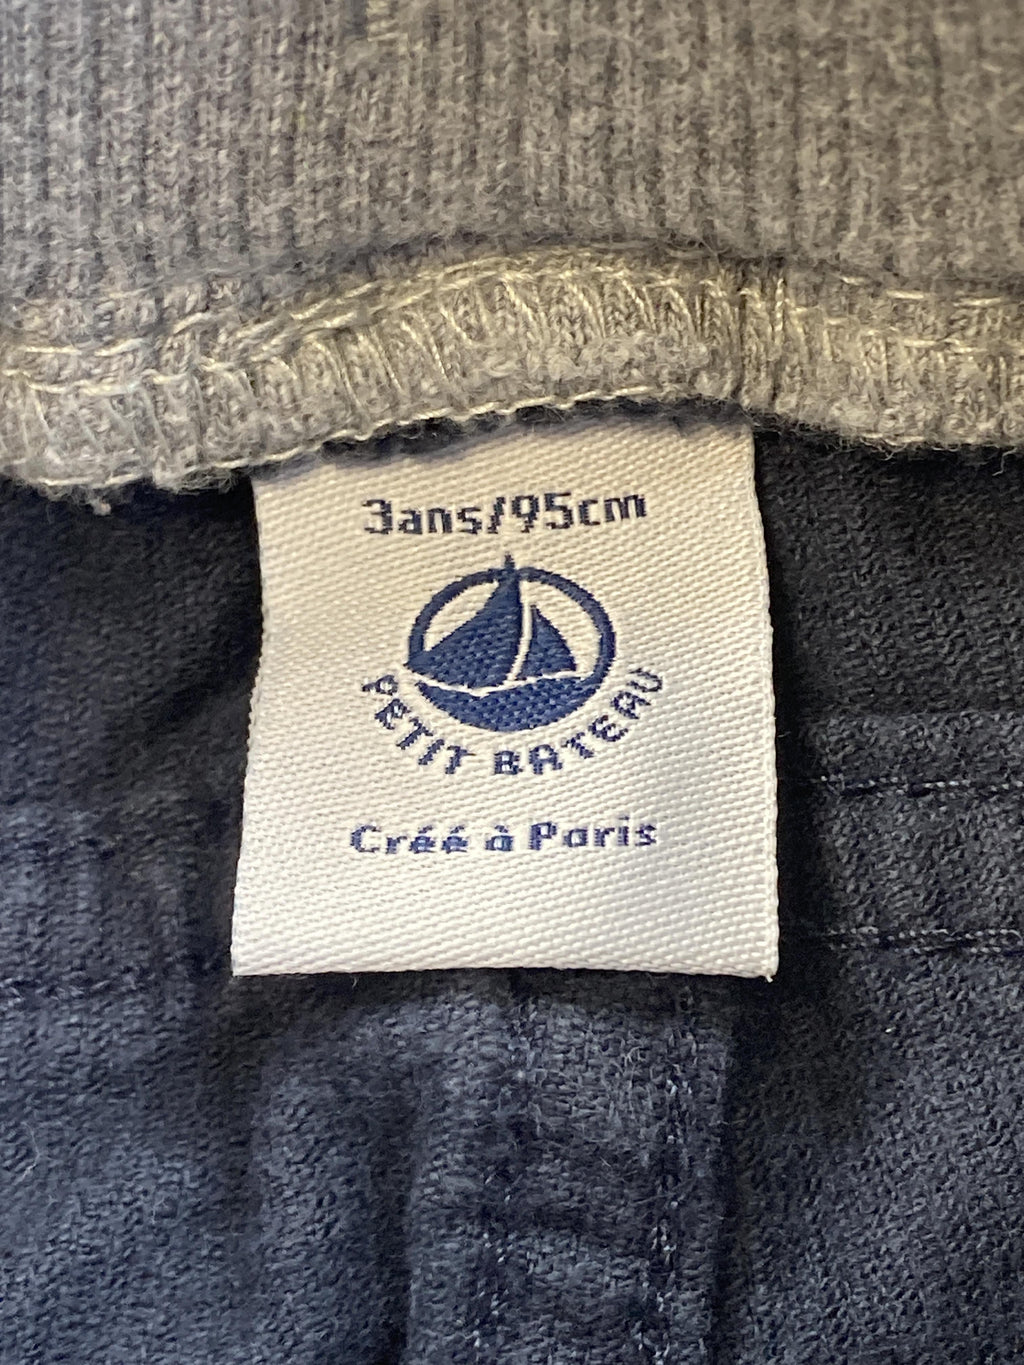 3ans/95cm
PETIT BATEAU
Créé à Paris